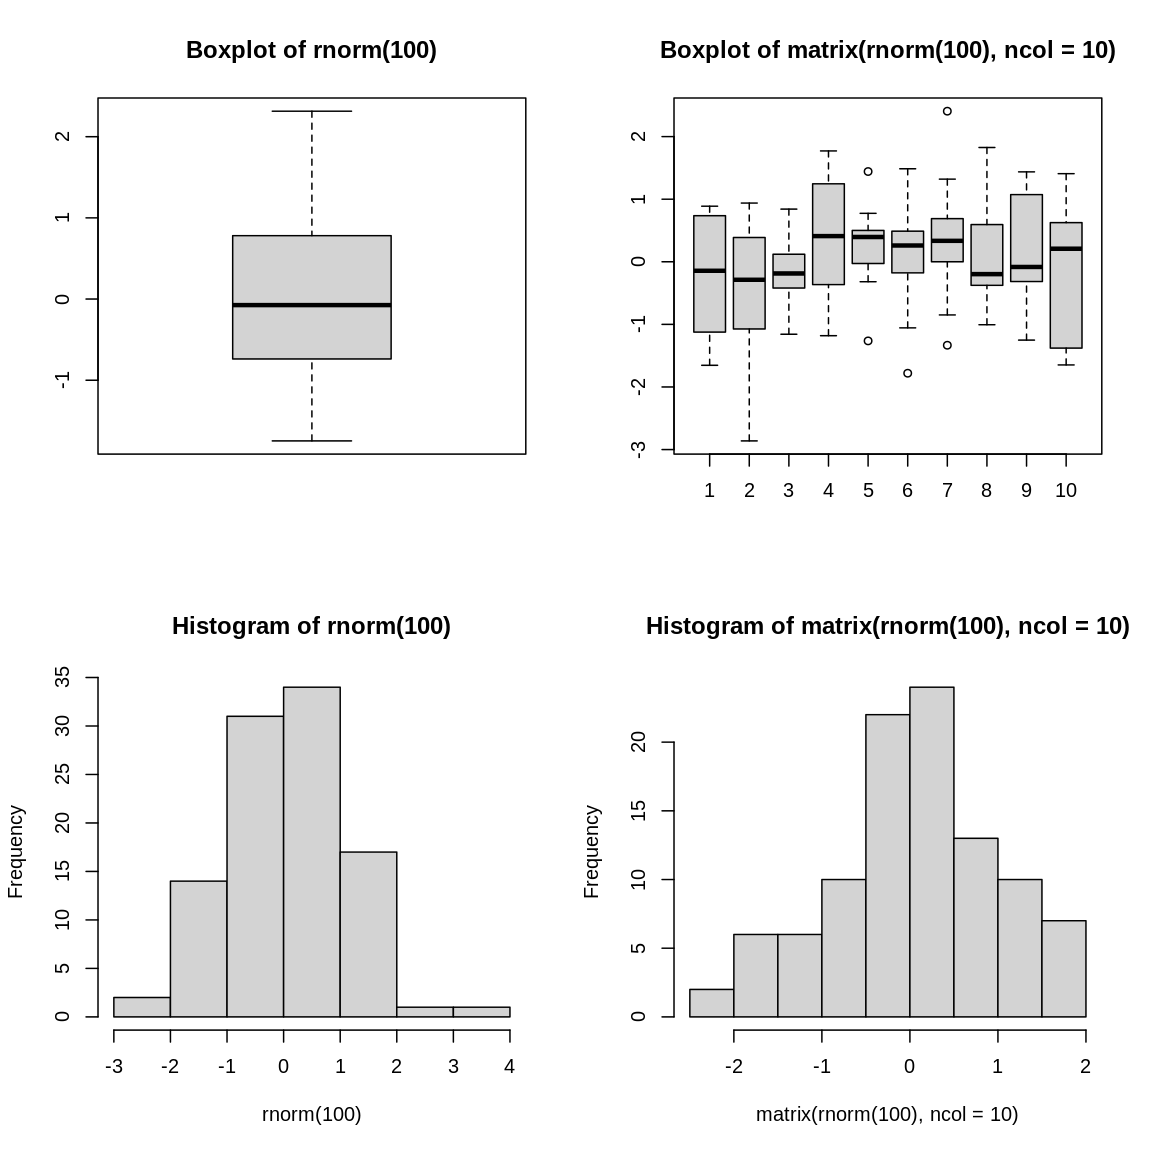 Boxplot of rnorm(100)
2
1
0
-1
Boxplot of matrix(rnorm(100), ncol = 10)
2
1
0
-1
-2
-3
1 2 3 4 5 6 7 8 9 10
Histogram of rnorm(100)
Frequency
35
30
25
20
15
10
5
0
-3 -2 -1 0 1 2 3 4
rnorm(100)
Histogram of matrix(rnorm(100), ncol = 10)
Frequency
20
15
10
5
0
-2 -1 0 1 2
matrix(rnorm(100), ncol = 10)